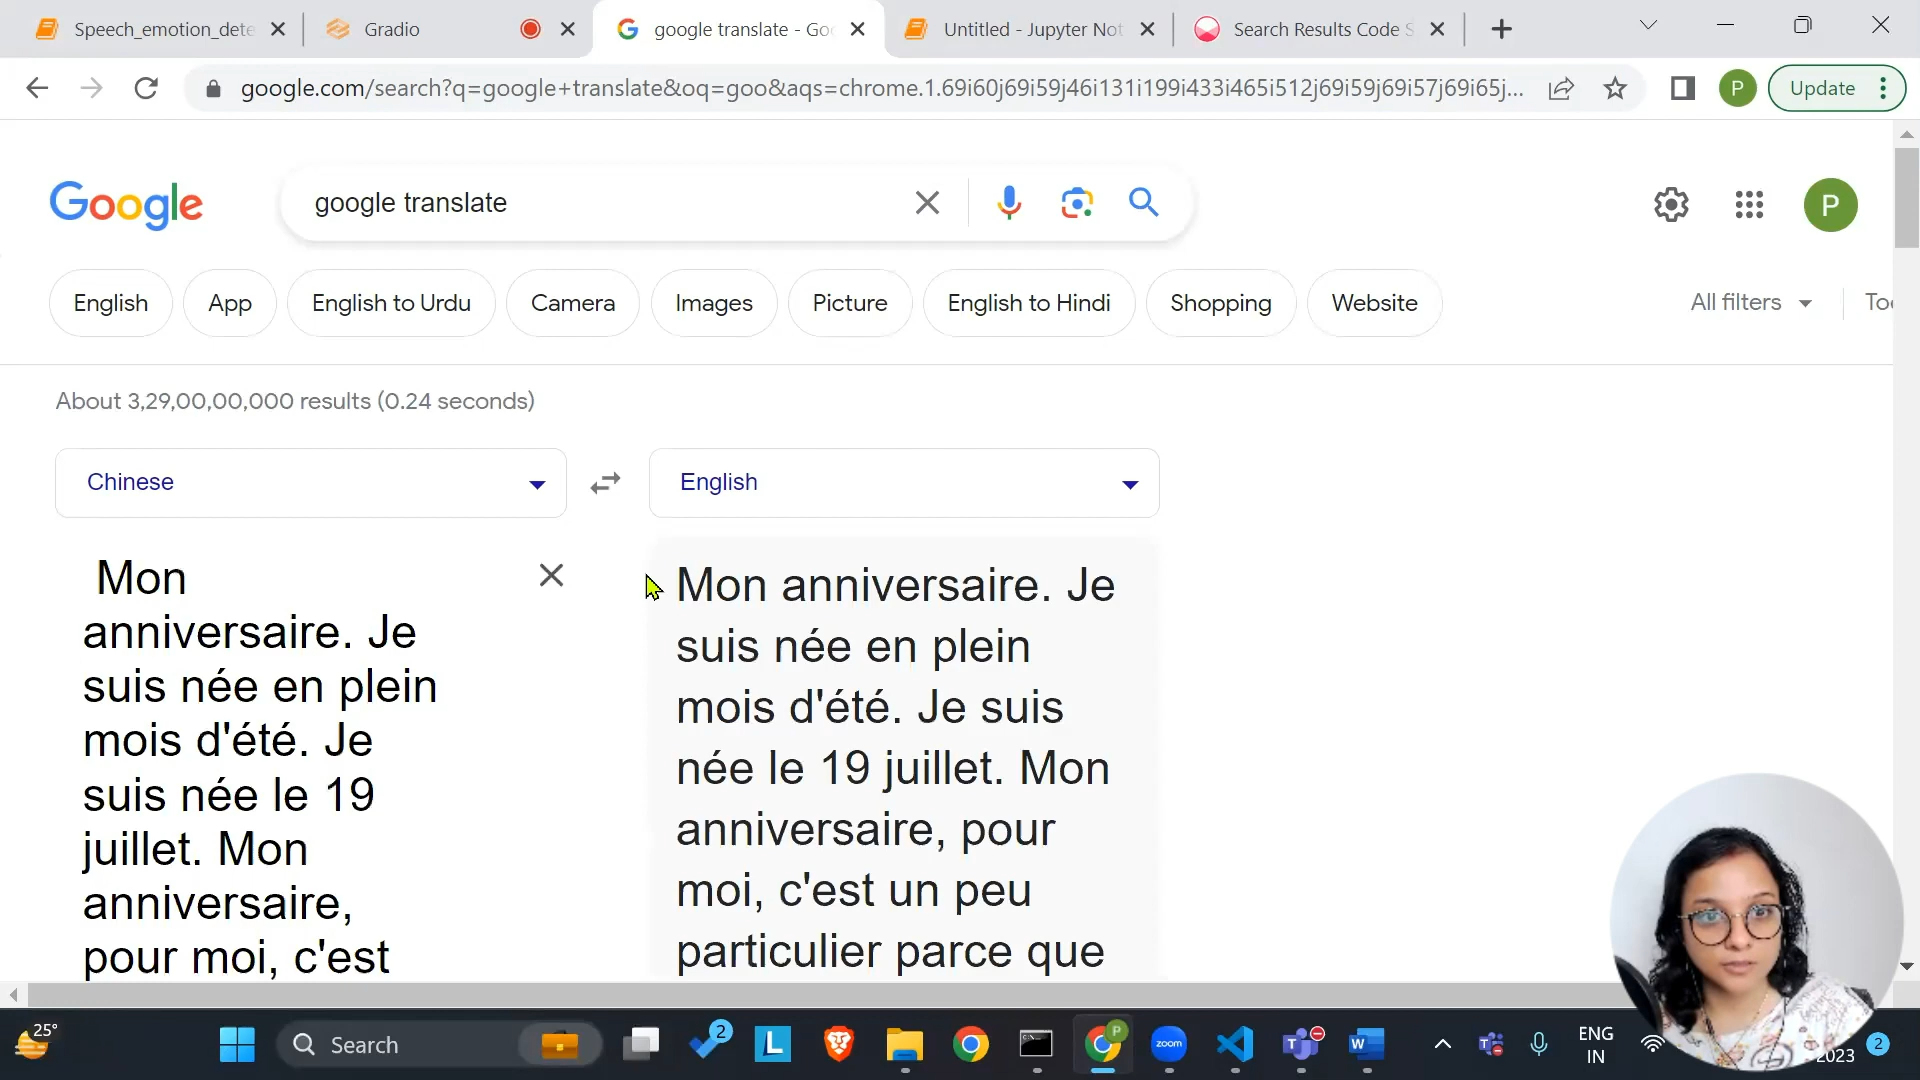 Speech_emotion_dete
Gradio
google translate - Goo
Untitled - Jupyter Not
Search Results Code S
google.com/search?q=google+translate&oq=goo&aqs=chrome.1.69i60j69i59j46i131i199i433i465i512j69i59j69i57j69i65j...
P
Update
Google
google translate
P
English
App
English to Urdu
Camera
Images
Picture
English to Hindi
Shopping
Website
All filters
Too
About 3,29,00,00,000 results (0.24 seconds)
Chinese
English
Mon
anniversaire. Je
suis née en plein
mois d'été. Je
suis née le 19
juillet. Mon
anniversaire,
pour moi, c'est
Mon anniversaire. Je
suis née en plein
mois d'été. Je suis
née le 19 juillet. Mon
anniversaire, pour
moi, c'est un peu
particulier parce que
25°
Search
2
L
P
zoom
T
W
T
ENG
IN
2023
2